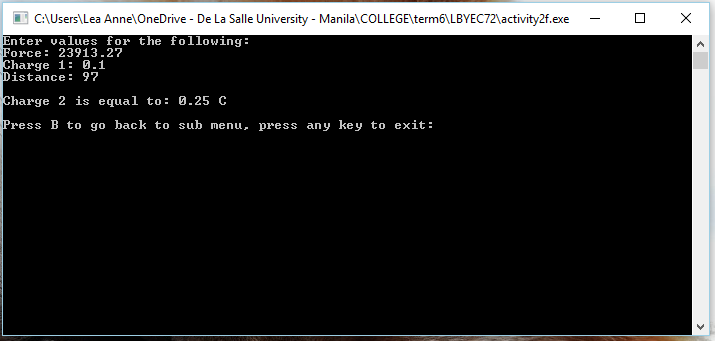 C:\Users\Lea Anne\OneDrive - De La Salle University - Manila\COLLEGE\term6\LBYEC72\activity2f.exe
Enter values for the following:
Force: 23913.27
Charge 1: 0.1
Distance: 97
Charge 2 is equal to: 0.25 C
Press B to go back to sub menu, press any key to exit: